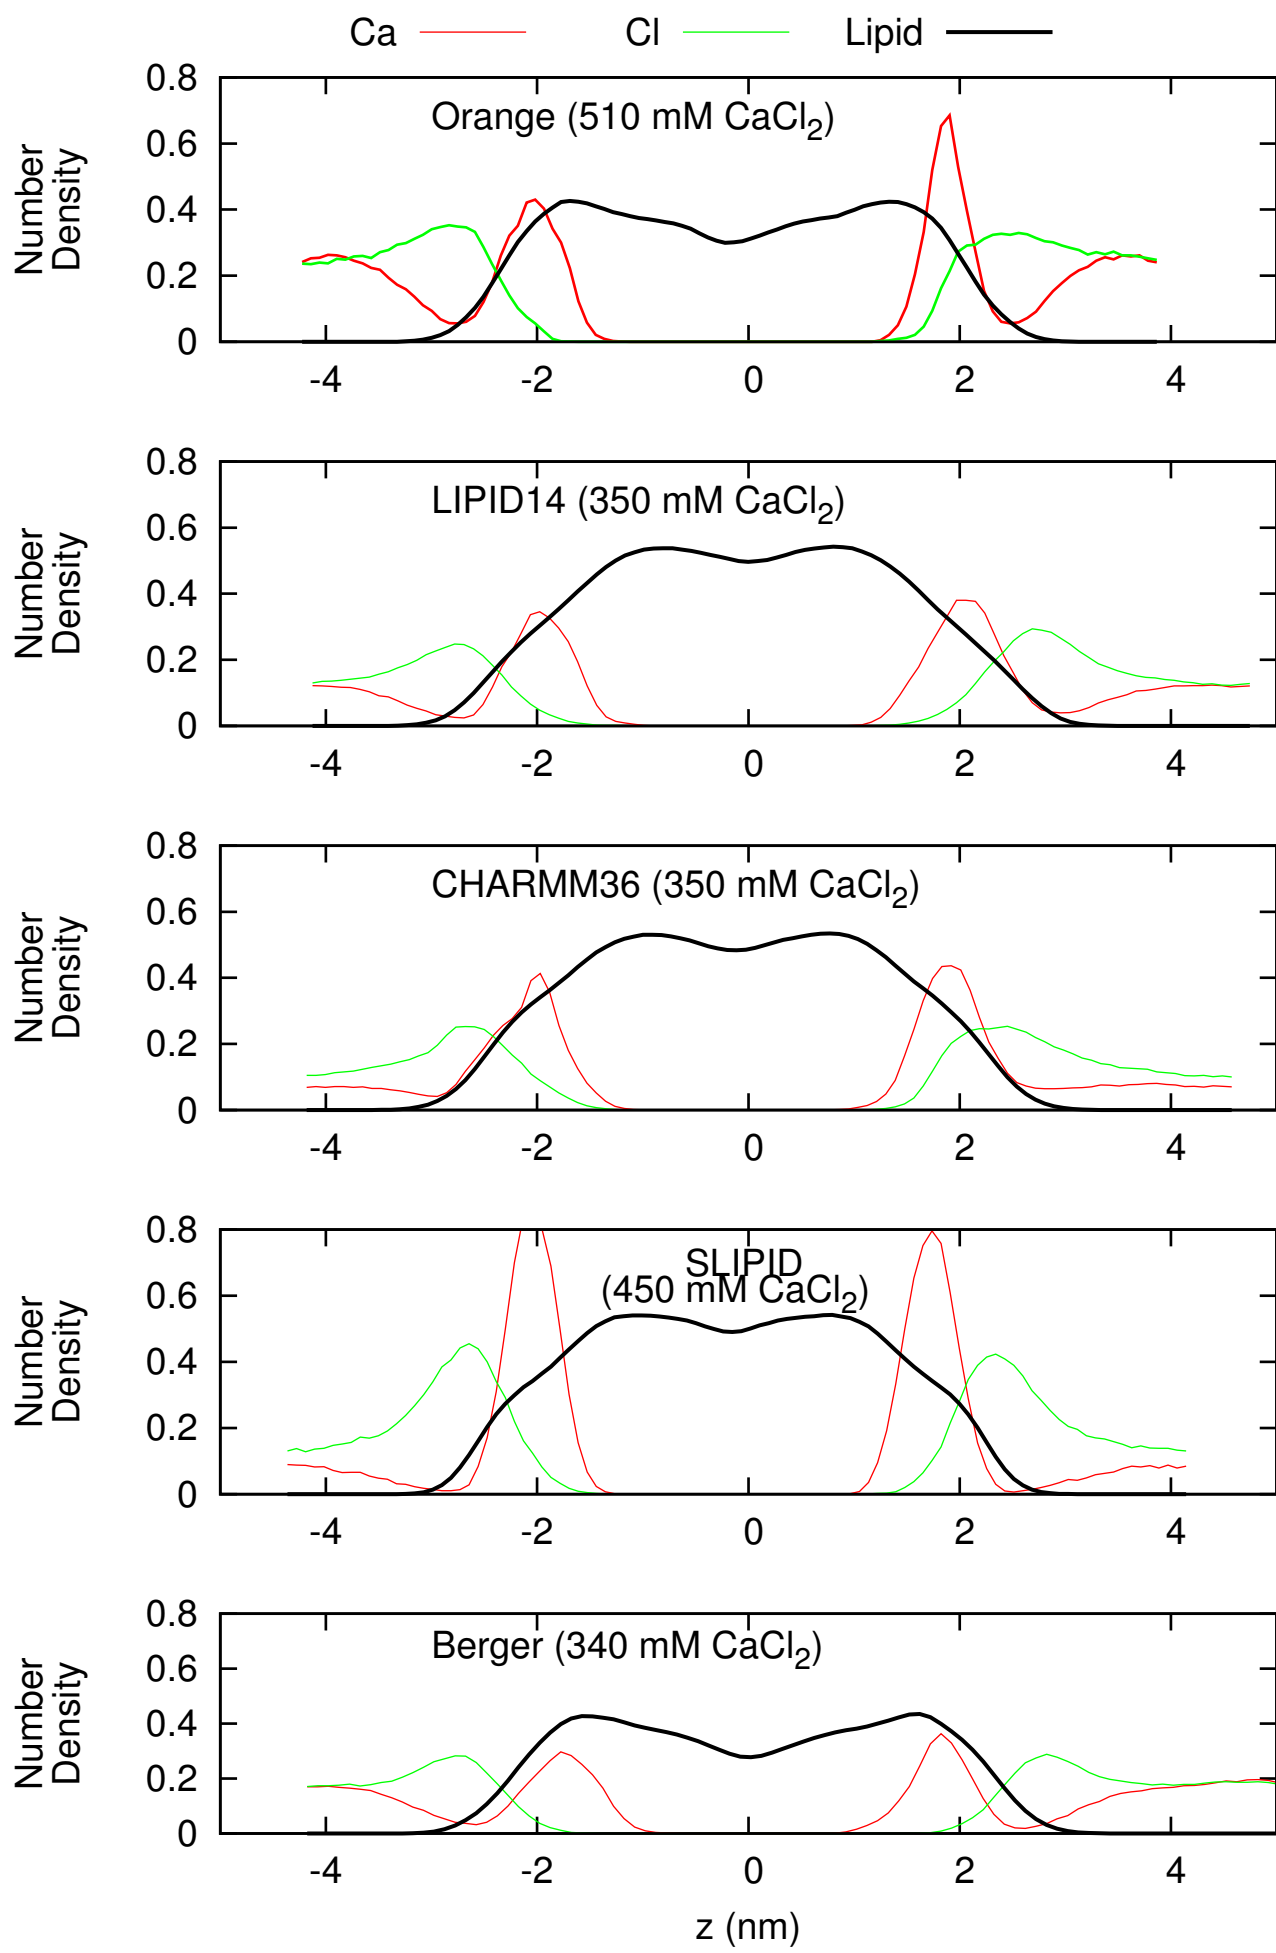 Ca Cl Lipid
Number
Density
0.8
0.6
0.4
0.2
0
Orange (510 mM CaCl₂)
-4 -2 0 2 4
Number
Density
0.8
0.6
0.4
0.2
0
LIPID14 (350 mM CaCl₂)
-4 -2 0 2 4
Number
Density
0.8
0.6
0.4
0.2
0
CHARMM36 (350 mM CaCl₂)
-4 -2 0 2 4
Number
Density
0.8
0.6
0.4
0.2
0
SLIPID
(450 mM CaCl₂)
-4 -2 0 2 4
Number
Density
0.8
0.6
0.4
0.2
0
Berger (340 mM CaCl₂)
-4 -2 0 2 4
z (nm)